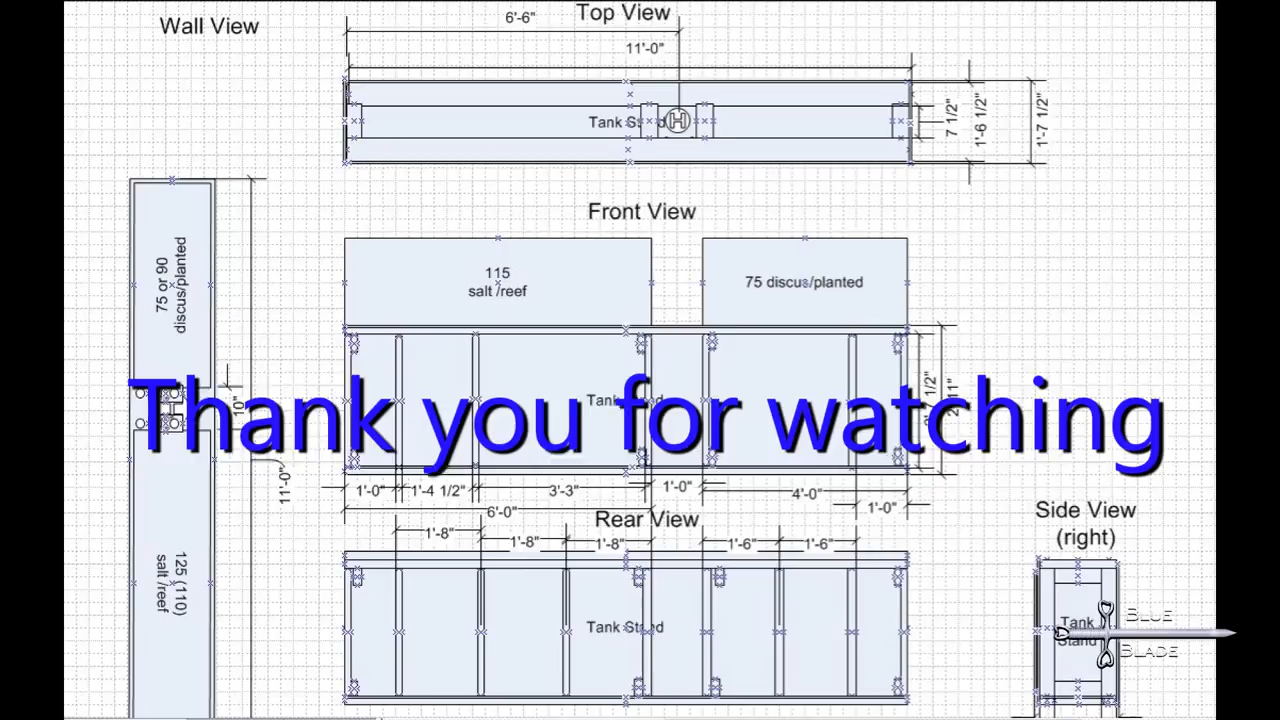 Wall View
Top View
6'-6"
11'-0"
Tank S
7 1/2"
1'-6 1/2"
1'-7 1/2"
Front View
75 or 90
discus/planted
115
salt /reef
75 discus/planted
Thank you for watching
10"
11'-0"
1'-0"
1'-4 1/2"
3'-3"
1'-0"
4'-0"
6'-0"
1'-0"
Rear View
1'-8"
1'-8"
1'-8"
1'-6"
1'-6"
Side View
(right)
125 (110)
salt /reef
Tank Stand
Tank
Stand
BLUE
BLADE